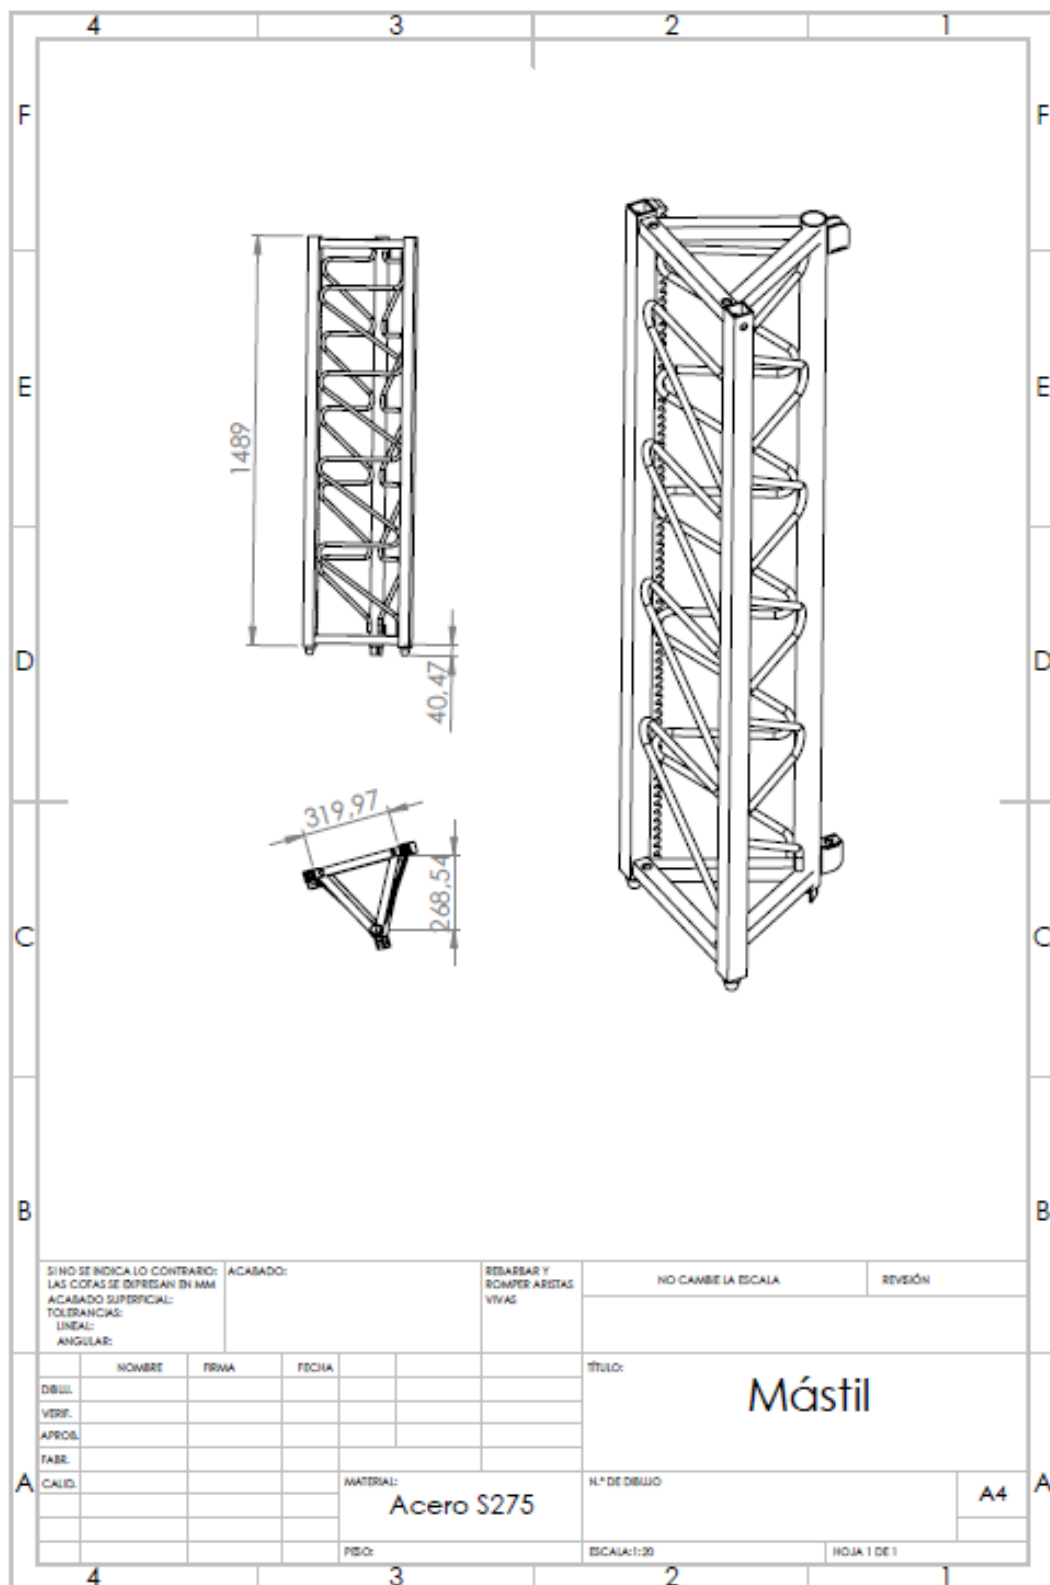 4 3 2 1
F F
E E
D D
C C
B B
A A
1489
40,47
319,97
268,54
SI NO SE INDICA LO CONTRARIO:
LAS COTAS SE EXPRESAN EN MM
ACABADO SUPERFICIAL:
TOLERANCIAS:
LINEAL:
ANGULAR:
ACABADO:
REBARBAR Y
ROMPER ARISTAS
VIVAS
NO CAMBIE LA ESCALA
REVISIÓN
NOMBRE FIRMA FECHA
DIBUJ.
VERIF.
APROB.
FABR.
CALID.
TÍTULO:
Mástil
MATERIAL:
Acero S275
N.º DE DIBUJO
A4
PESO:
ESCALA:1:20
HOJA 1 DE 1
4 3 2 1